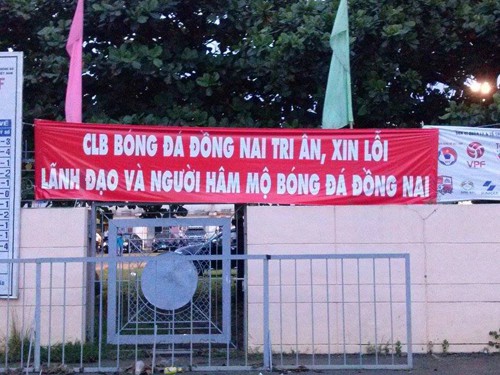 CLB BÓNG ĐÁ ĐỒNG NAI TRI ÂN, XIN LỖI
LÃNH ĐẠO VÀ NGƯỜI HÂM MỘ BÓNG ĐÁ ĐỒNG NAI
VPF